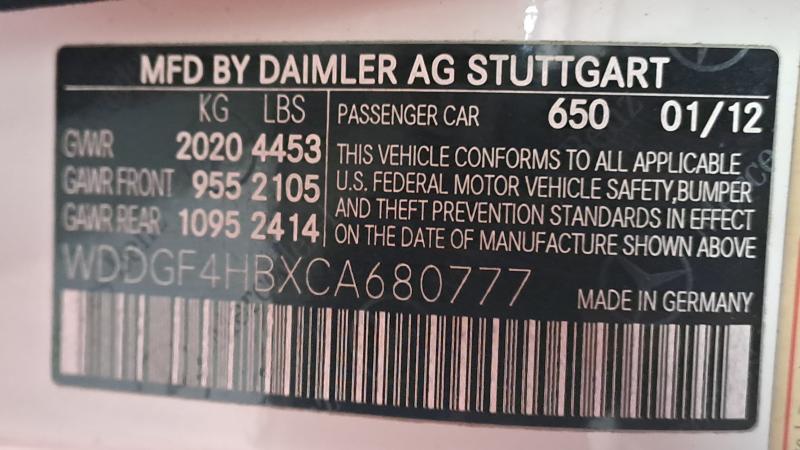 MFD BY DAIMLER AG STUTTGART
KG LBS
GVWR 2020 4453
GAWR FRONT 955 2105
GAWR REAR 1095 2414
PASSENGER CAR 650 01/12
THIS VEHICLE CONFORMS TO ALL APPLICABLE
U.S. FEDERAL MOTOR VEHICLE SAFETY,BUMPER
AND THEFT PREVENTION STANDARDS IN EFFECT
ON THE DATE OF MANUFACTURE SHOWN ABOVE
WDDGF4HBXCA680777
MADE IN GERMANY